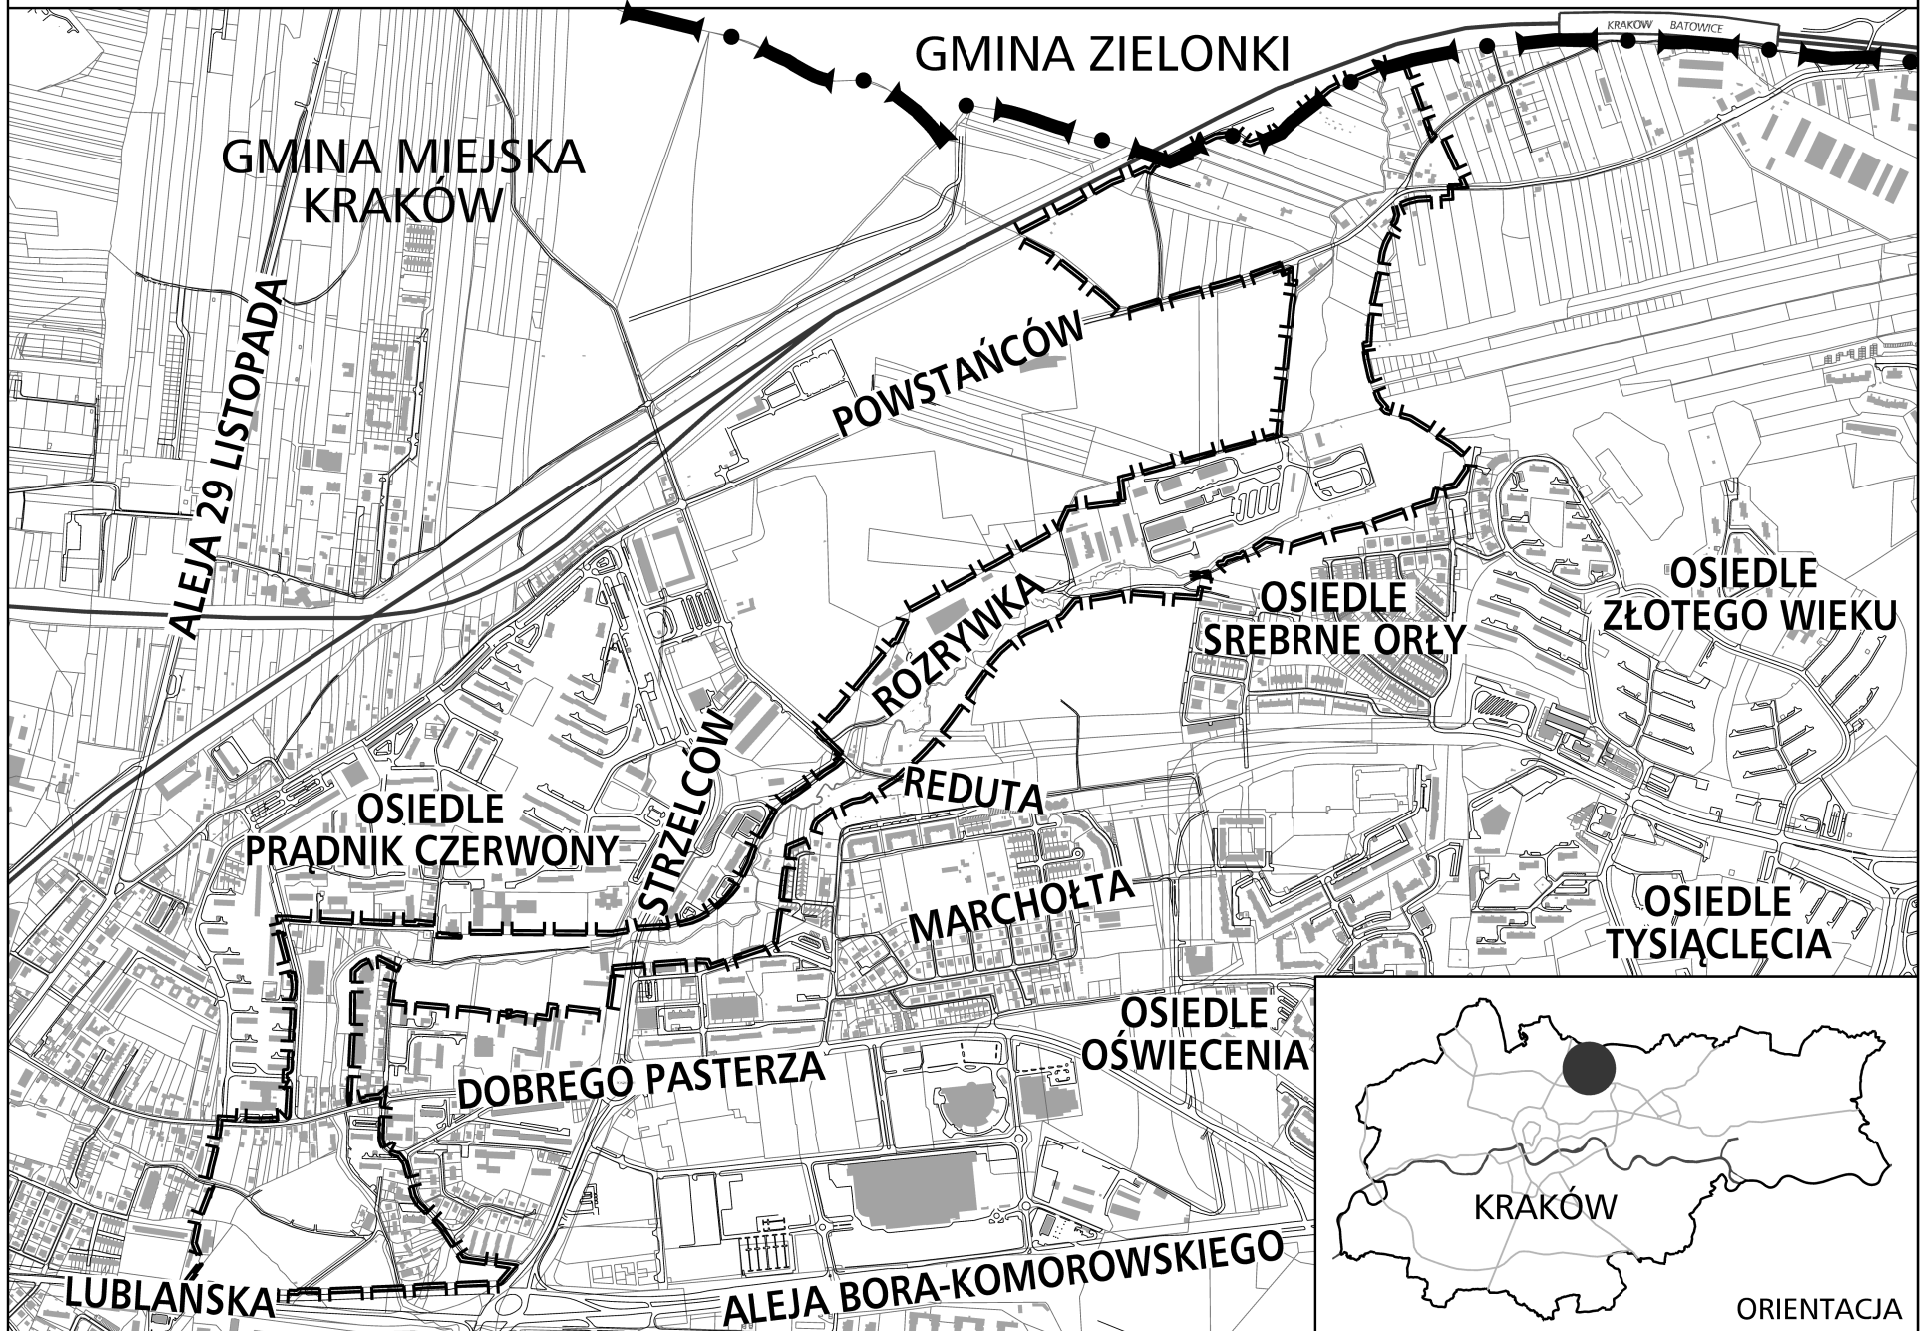 KRAKÓW BATOWICE
GMINA ZIELONKI
GMINA MIEJSKA
KRAKÓW
ALEJA 29 LISTOPADA
POWSTAŃCÓW
ROZRYWKA
OSIEDLE
SREBRNE ORŁY
OSIEDLE
ZŁOTEGO WIEKU
STRZELCÓW
REDUTA
OSIEDLE
PRĄDNIK CZERWONY
MARCHOŁTA
OSIEDLE
TYSIĄCLECIA
OSIEDLE
OŚWIECENIA
DOBREGO PASTERZA
LUBLAŃSKA
ALEJA BORA-KOMOROWSKIEGO
KRAKÓW
ORIENTACJA